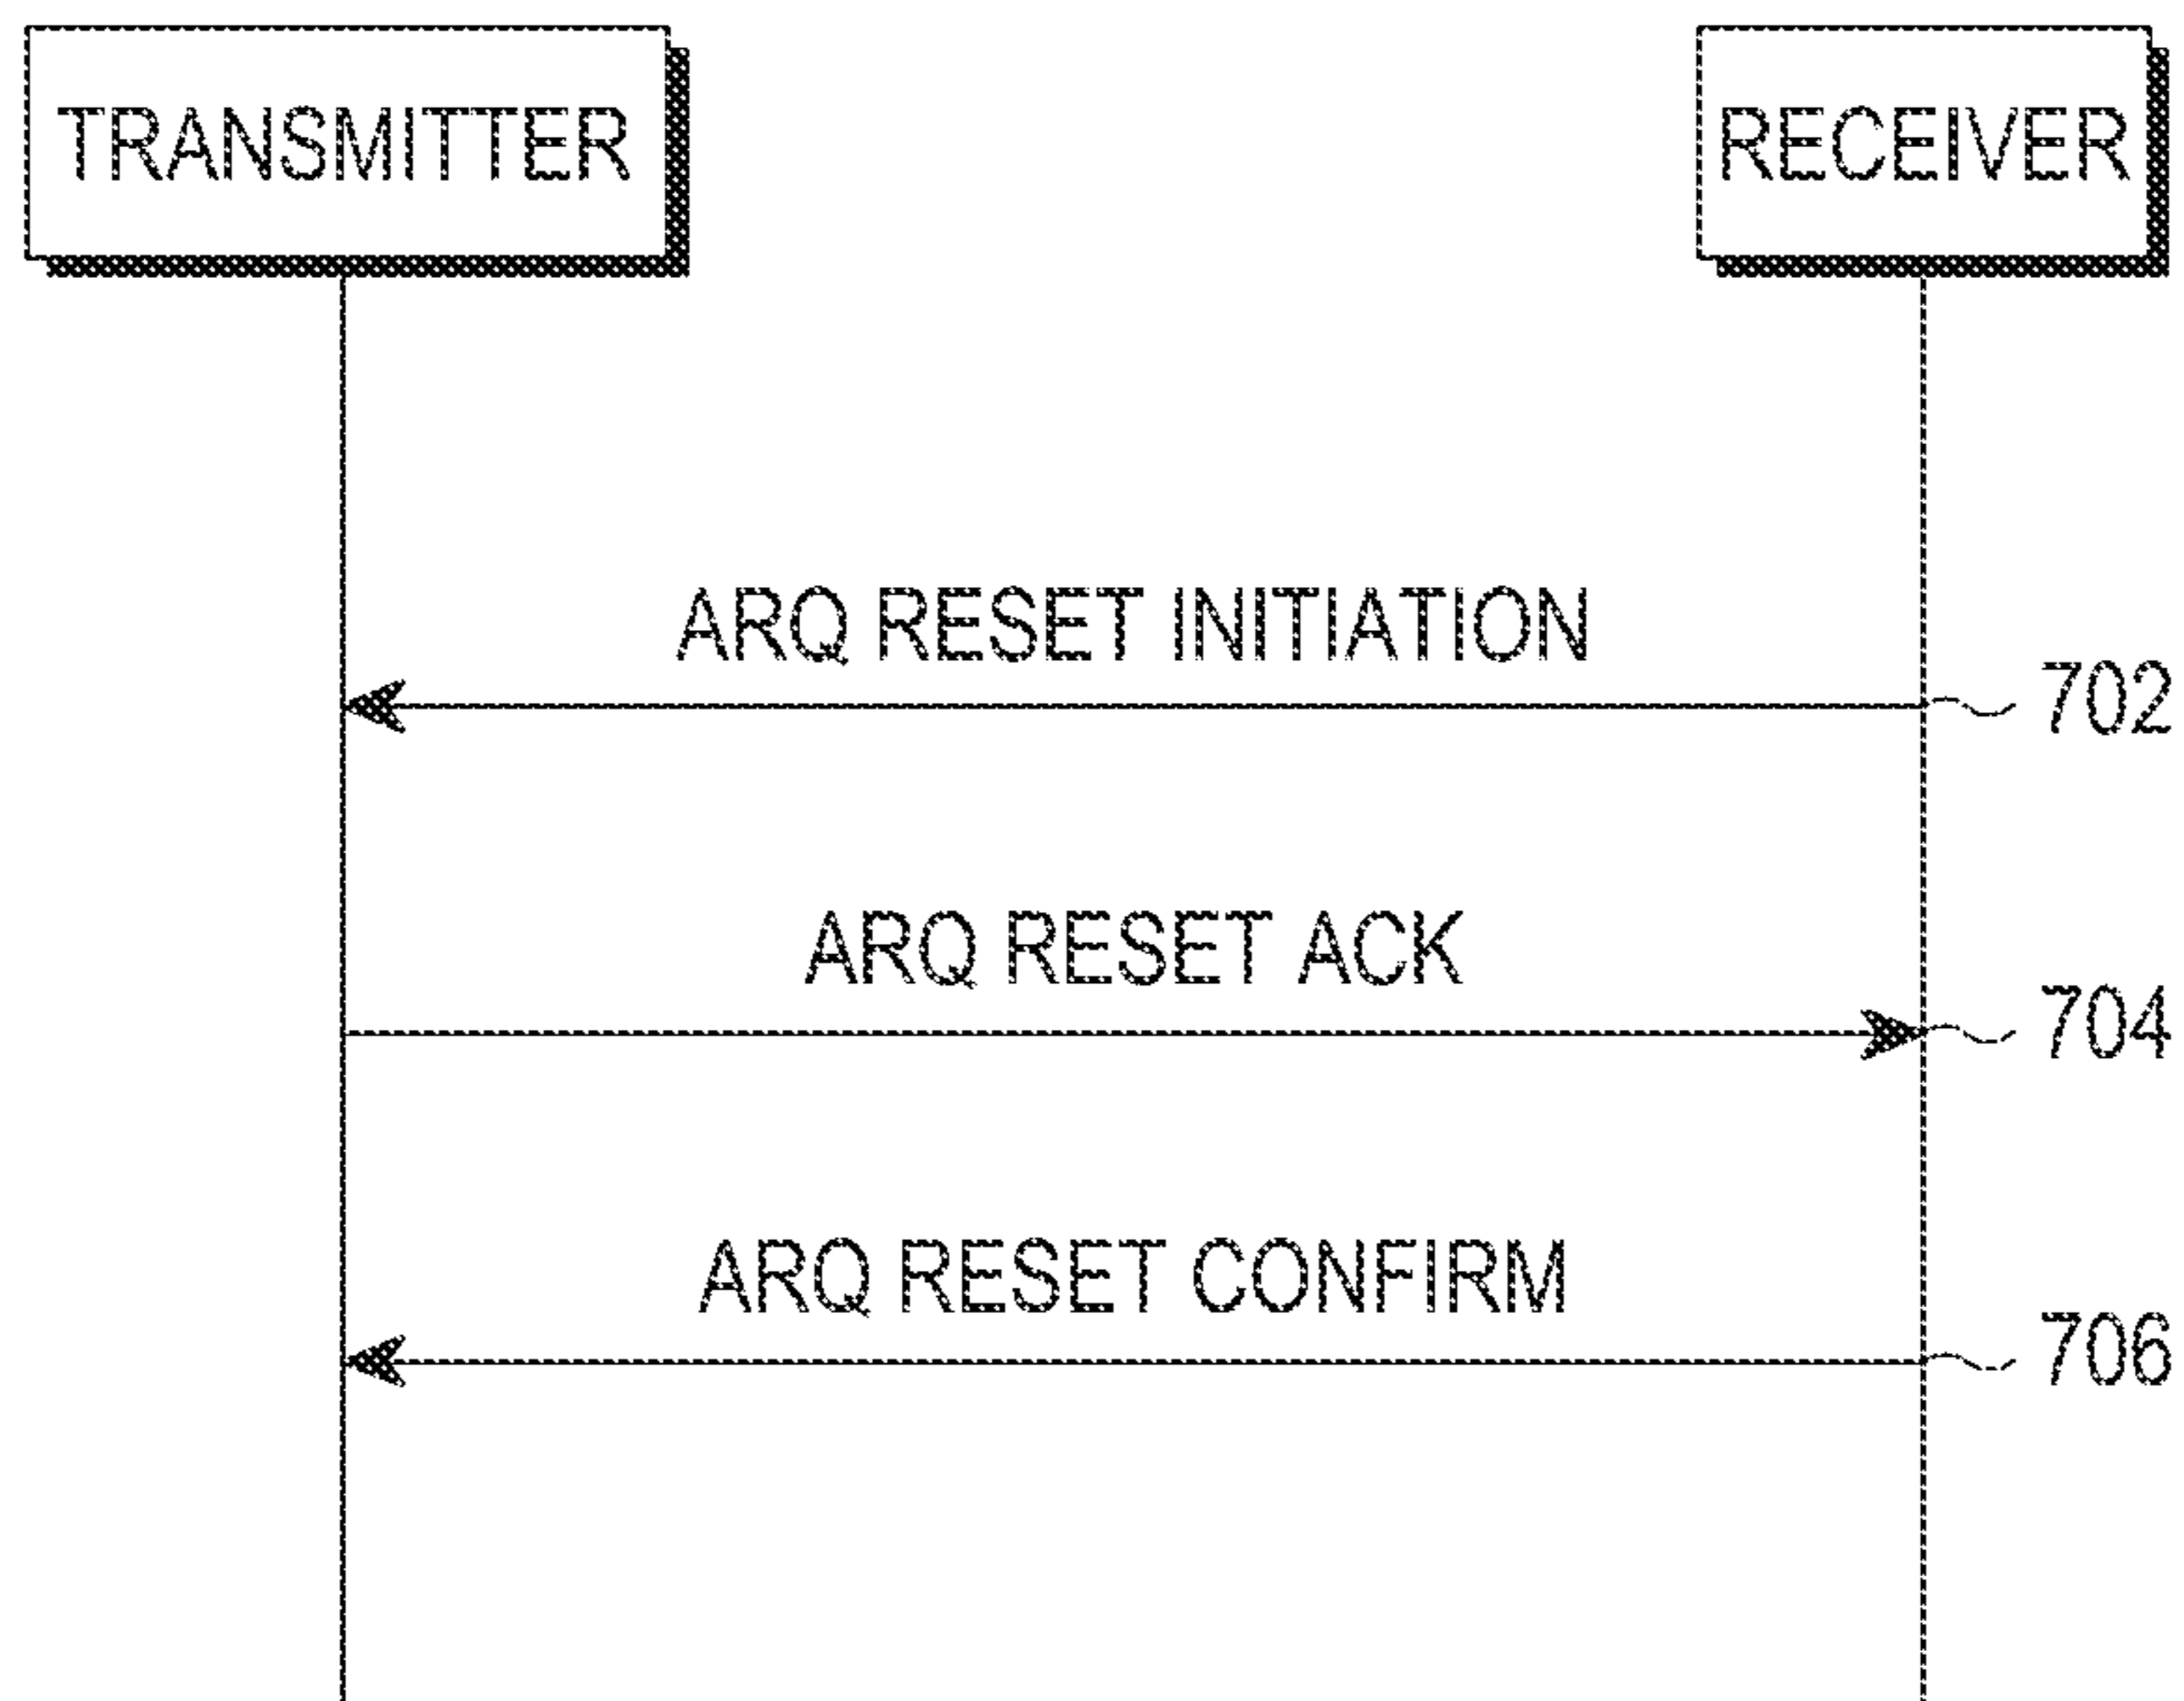 TRANSMITTER
RECEIVER
ARQ RESET INITIATION
702
ARQ RESET ACK
704
ARQ RESET CONFIRM
706